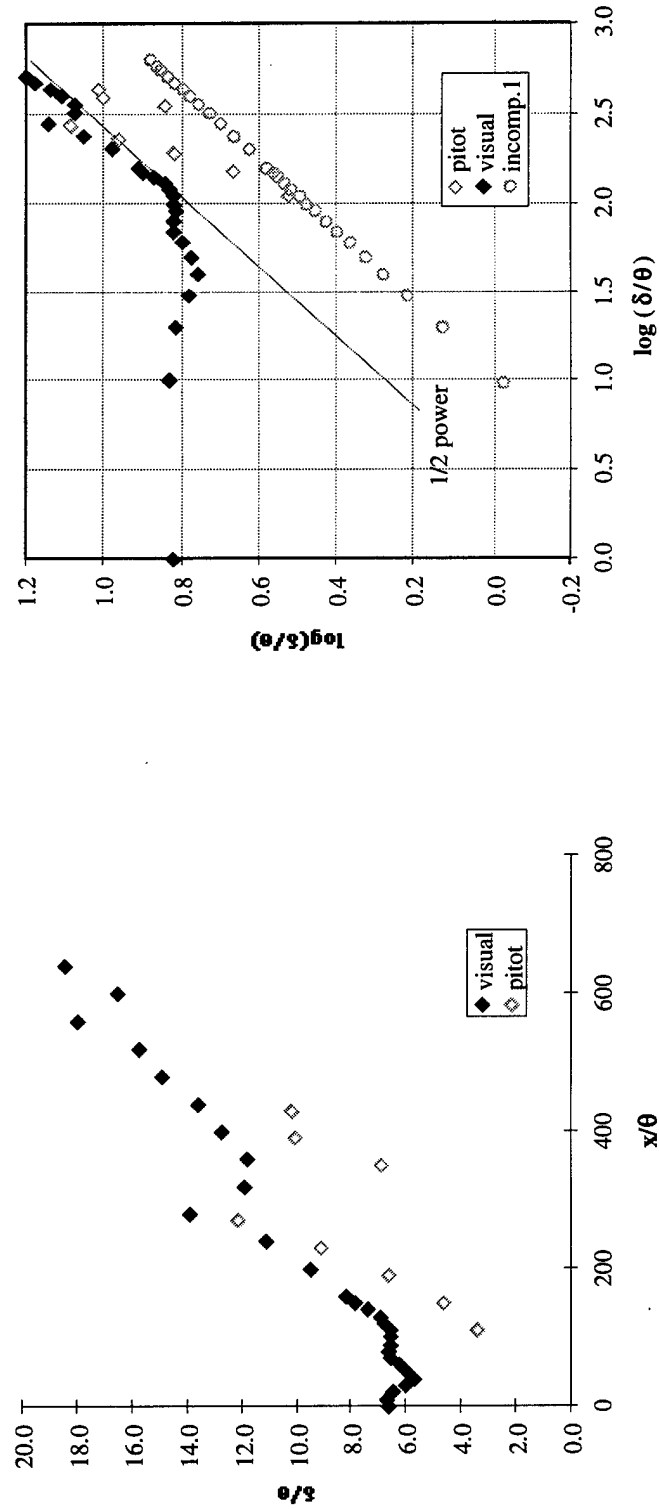 20.0
18.0
16.0
14.0
12.0
10.0
8.0
6.0
4.0
2.0
0.0
δ/θ
visual
pitot
0 200 400 600 800
x/θ
1.2
1.0
0.8
0.6
0.4
0.2
0.0
-0.2
log(δ/θ)
1/2 power
pitot
visual
incomp.1
0.0 0.5 1.0 1.5 2.0 2.5 3.0
log ( δ/θ )